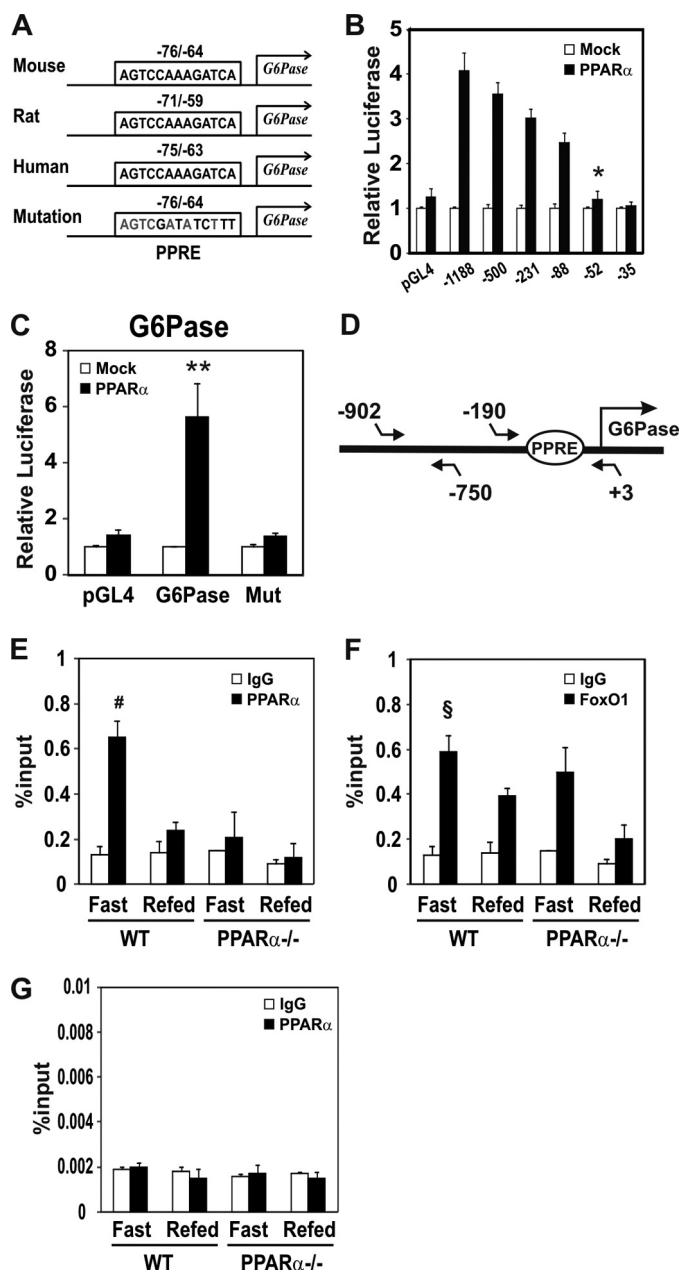 A
-76/-64
Mouse AGTCCAAAGATCA G6Pase
-71/-59
Rat AGTCCAAAGATCA G6Pase
-75/-63
Human AGTCCAAAGATCA G6Pase
-76/-64
Mutation AGTCGATATCTTT G6Pase
PPRE
B
Relative Luciferase
5
4
3
2
1
0
Mock
PPARα
*
pGL4 -1188 -500 -231 -88 -52 -35
C
G6Pase
Relative Luciferase
8
6
4
2
0
Mock
PPARα
**
pGL4 G6Pase Mut
D
-902 -190 G6Pase
PPRE
-750 +3
E
%input
1
0.8
0.6
0.4
0.2
0
IgG
PPARα
#
Fast Refed Fast Refed
WT PPARα-/-
F
%input
1
0.8
0.6
0.4
0.2
0
IgG
FoxO1
§
Fast Refed Fast Refed
WT PPARα-/-
G
%input
0.01
0.008
0.006
0.004
0.002
0
IgG
PPARα
Fast Refed Fast Refed
WT PPARα-/-